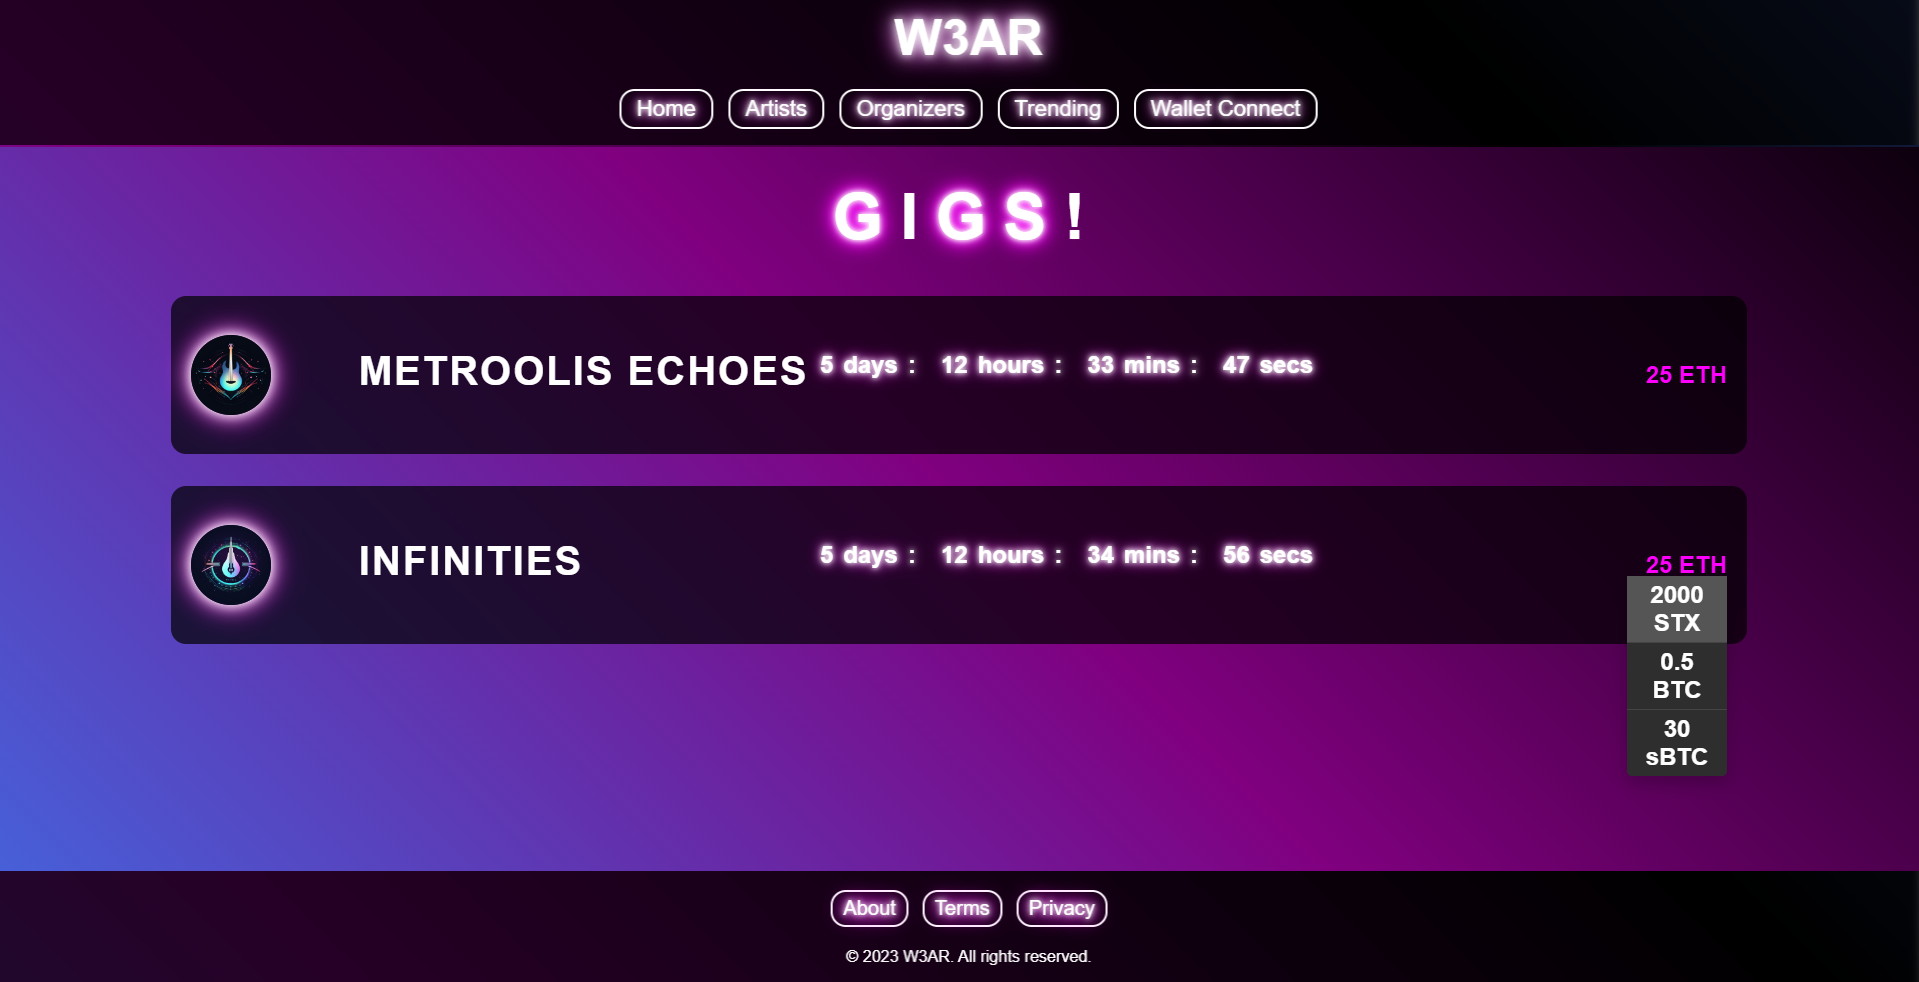 W3AR
Home Artists Organizers Trending Wallet Connect
GIGS!
METROOLIS ECHOES 5 days : 12 hours : 33 mins : 47 secs 25 ETH
INFINITIES 5 days : 12 hours : 34 mins : 56 secs 25 ETH
2000
STX
0.5
BTC
30
sBTC
About Terms Privacy
© 2023 W3AR. All rights reserved.